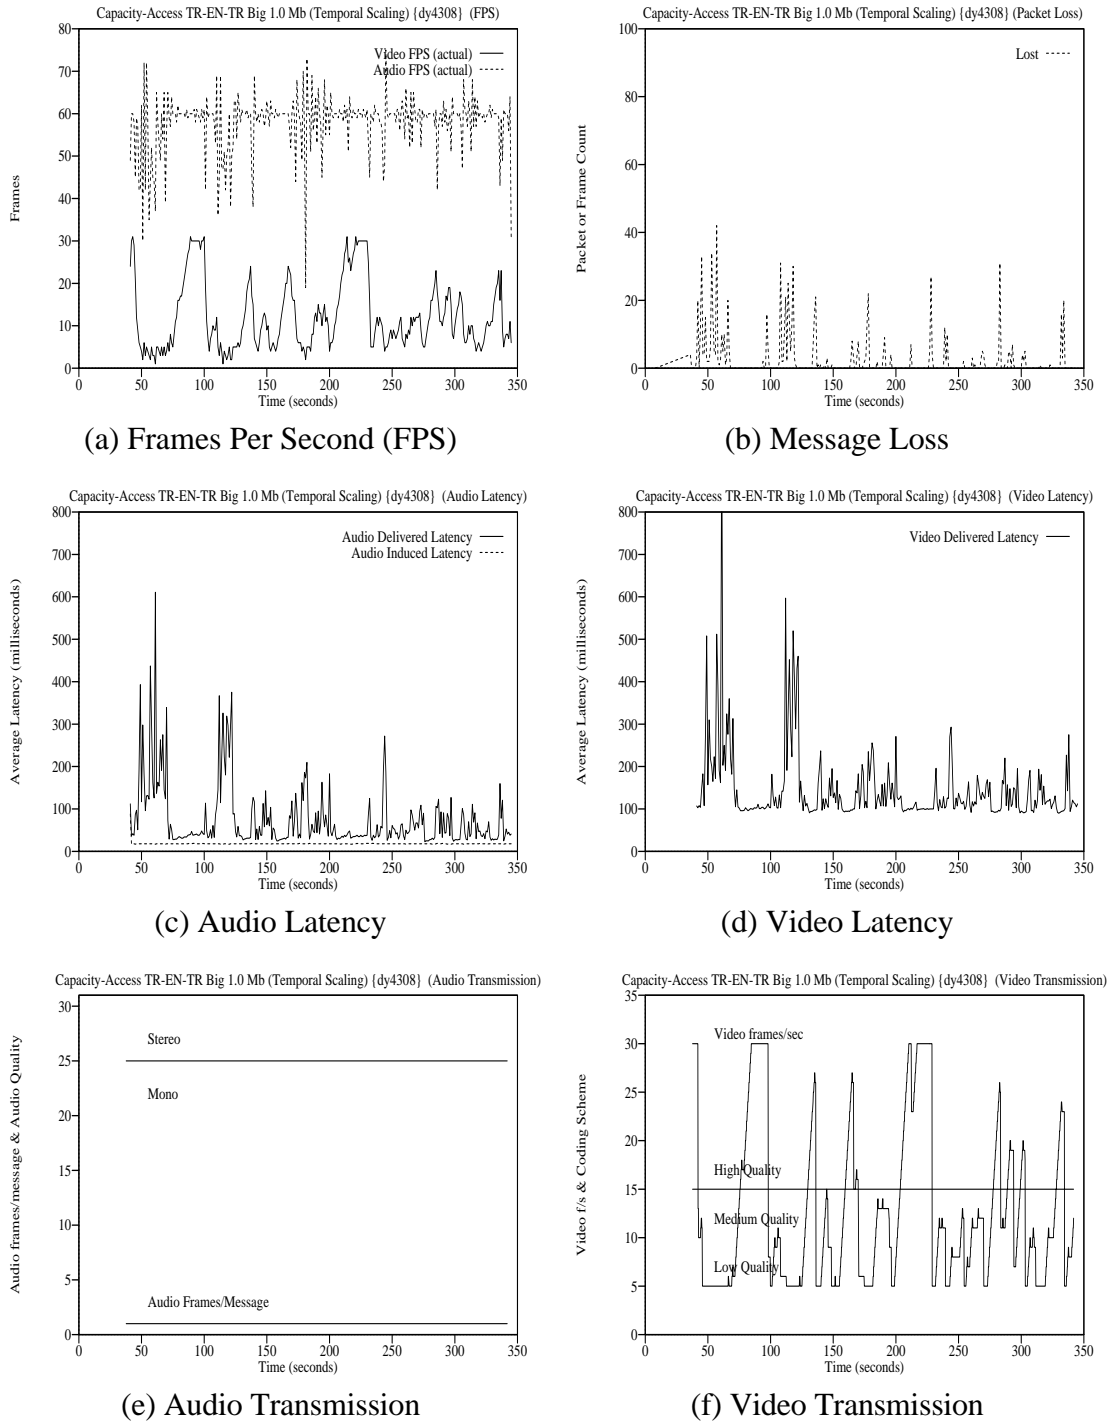 Capacity-Access TR-EN-TR Big 1.0 Mb (Temporal Scaling) {dy4308} (FPS)
80
70
60
50
40
30
20
10
0
Frames
Video FPS (actual)
Audio FPS (actual)
0 50 100 150 200 250 300 350
Time (seconds)
(a) Frames Per Second (FPS)
Capacity-Access TR-EN-TR Big 1.0 Mb (Temporal Scaling) {dy4308} (Packet Loss)
100
80
60
40
20
0
Packet or Frame Count
Lost
0 50 100 150 200 250 300 350
Time (seconds)
(b) Message Loss
Capacity-Access TR-EN-TR Big 1.0 Mb (Temporal Scaling) {dy4308} (Audio Latency)
800
700
600
500
400
300
200
100
0
Average Latency (milliseconds)
Audio Delivered Latency
Audio Induced Latency
0 50 100 150 200 250 300 350
Time (seconds)
(c) Audio Latency
Capacity-Access TR-EN-TR Big 1.0 Mb (Temporal Scaling) {dy4308} (Video Latency)
800
700
600
500
400
300
200
100
0
Average Latency (milliseconds)
Video Delivered Latency
0 50 100 150 200 250 300 350
Time (seconds)
(d) Video Latency
Capacity-Access TR-EN-TR Big 1.0 Mb (Temporal Scaling) {dy4308} (Audio Transmission)
30
25
20
15
10
5
0
Audio frames/message & Audio Quality
Stereo
Mono
Audio Frames/Message
0 50 100 150 200 250 300 350
Time (seconds)
(e) Audio Transmission
Capacity-Access TR-EN-TR Big 1.0 Mb (Temporal Scaling) {dy4308} (Video Transmission)
35
30
25
20
15
10
5
0
Video f/s & Coding Scheme
Video frames/sec
High Quality
Medium Quality
Low Quality
0 50 100 150 200 250 300 350
Time (seconds)
(f) Video Transmission